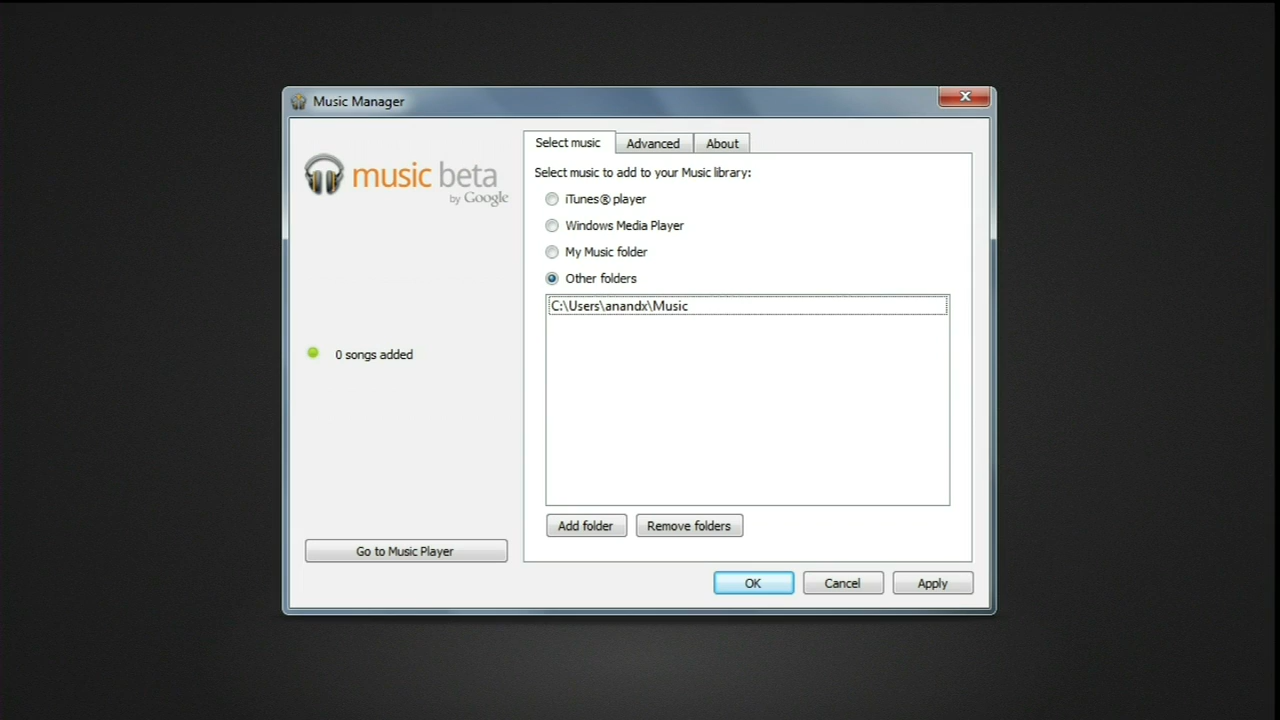 Music Manager
music beta
by Google
0 songs added
Go to Music Player
Select music
Advanced
About
Select music to add to your Music library:
iTunes® player
Windows Media Player
My Music folder
Other folders
C:\Users\anandx\Music
Add folder
Remove folders
OK
Cancel
Apply